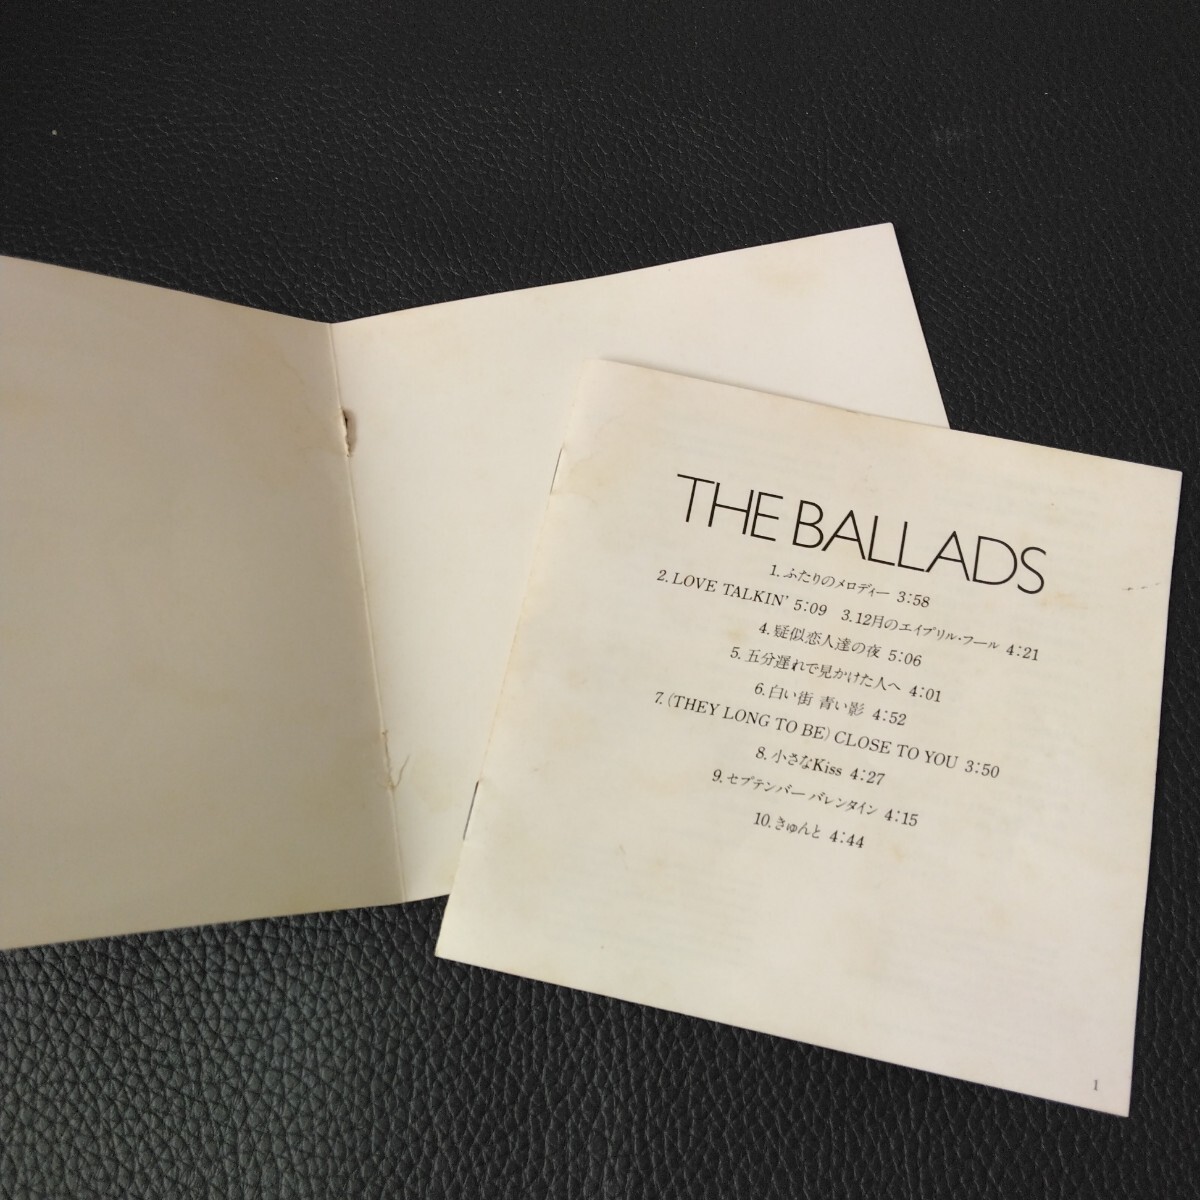 THE BALLADS
1. ふたりのメロディー 3:58
2. LOVE TALKIN' 5:09 3. 12月のエイプリル・フール 4:21
4. 疑似恋人達の夜 5:06
5. 五分遅れで見かけた人へ 4:01
6. 白い街 青い影 4:52
7. (THEY LONG TO BE) CLOSE TO YOU 3:50
8. 小さなKiss 4:27
9. セプテンバー バレンタイン 4:15
10. きゅんと 4:44
1